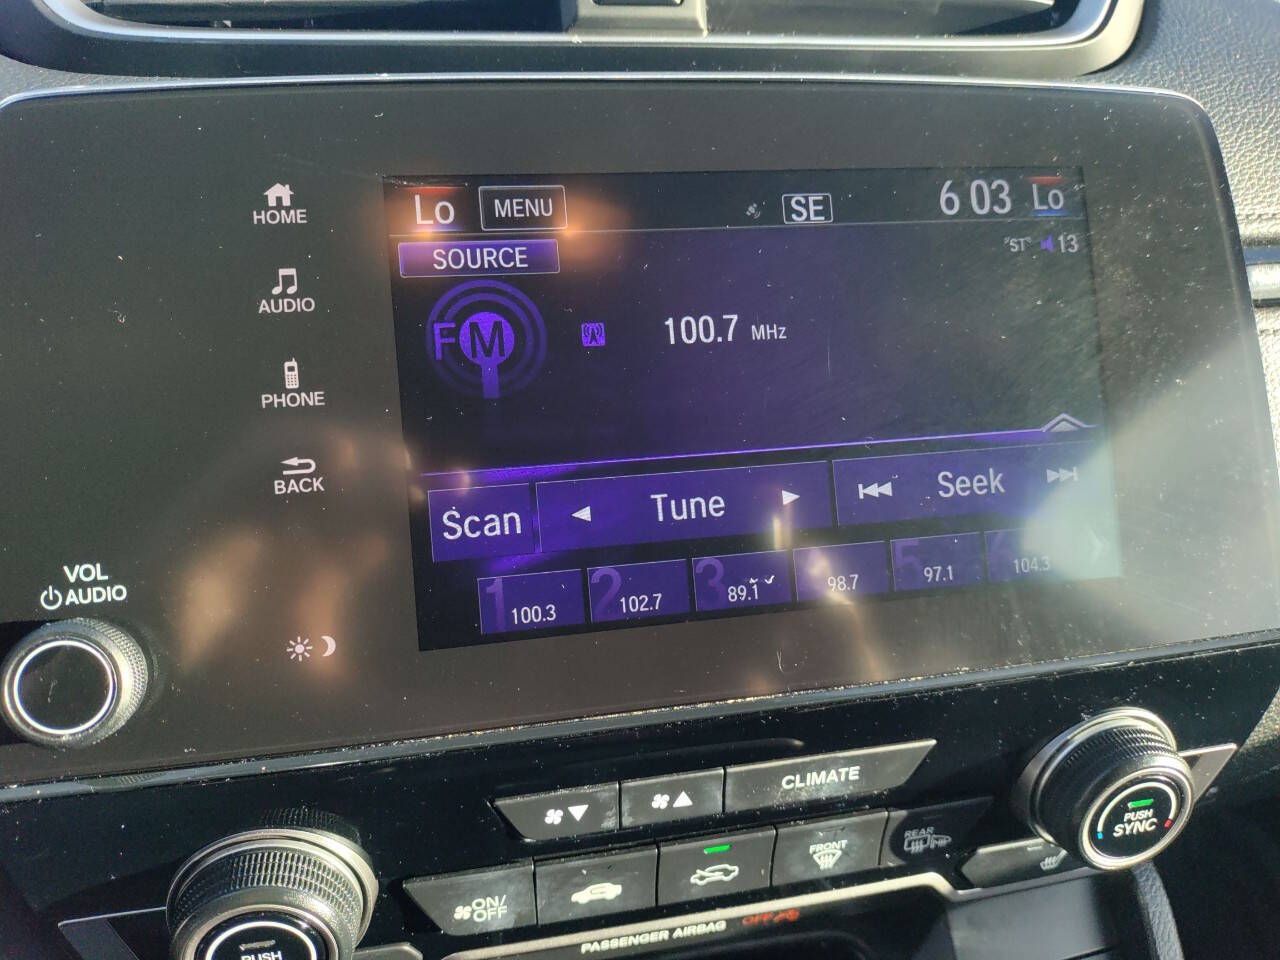 HOME
AUDIO
PHONE
BACK
VOL
AUDIO
Lo MENU SE 6 03 Lo
SOURCE "ST" 13
FM 100.7 MHz
Scan Tune Seek
1 100.3 2 102.7 3 89.1 98.7 5 97.1 104.3
CLIMATE
ON/
OFF
FRONT
REAR
PUSH
SYNC
PUSH
PASSENGER AIRBAG OFF